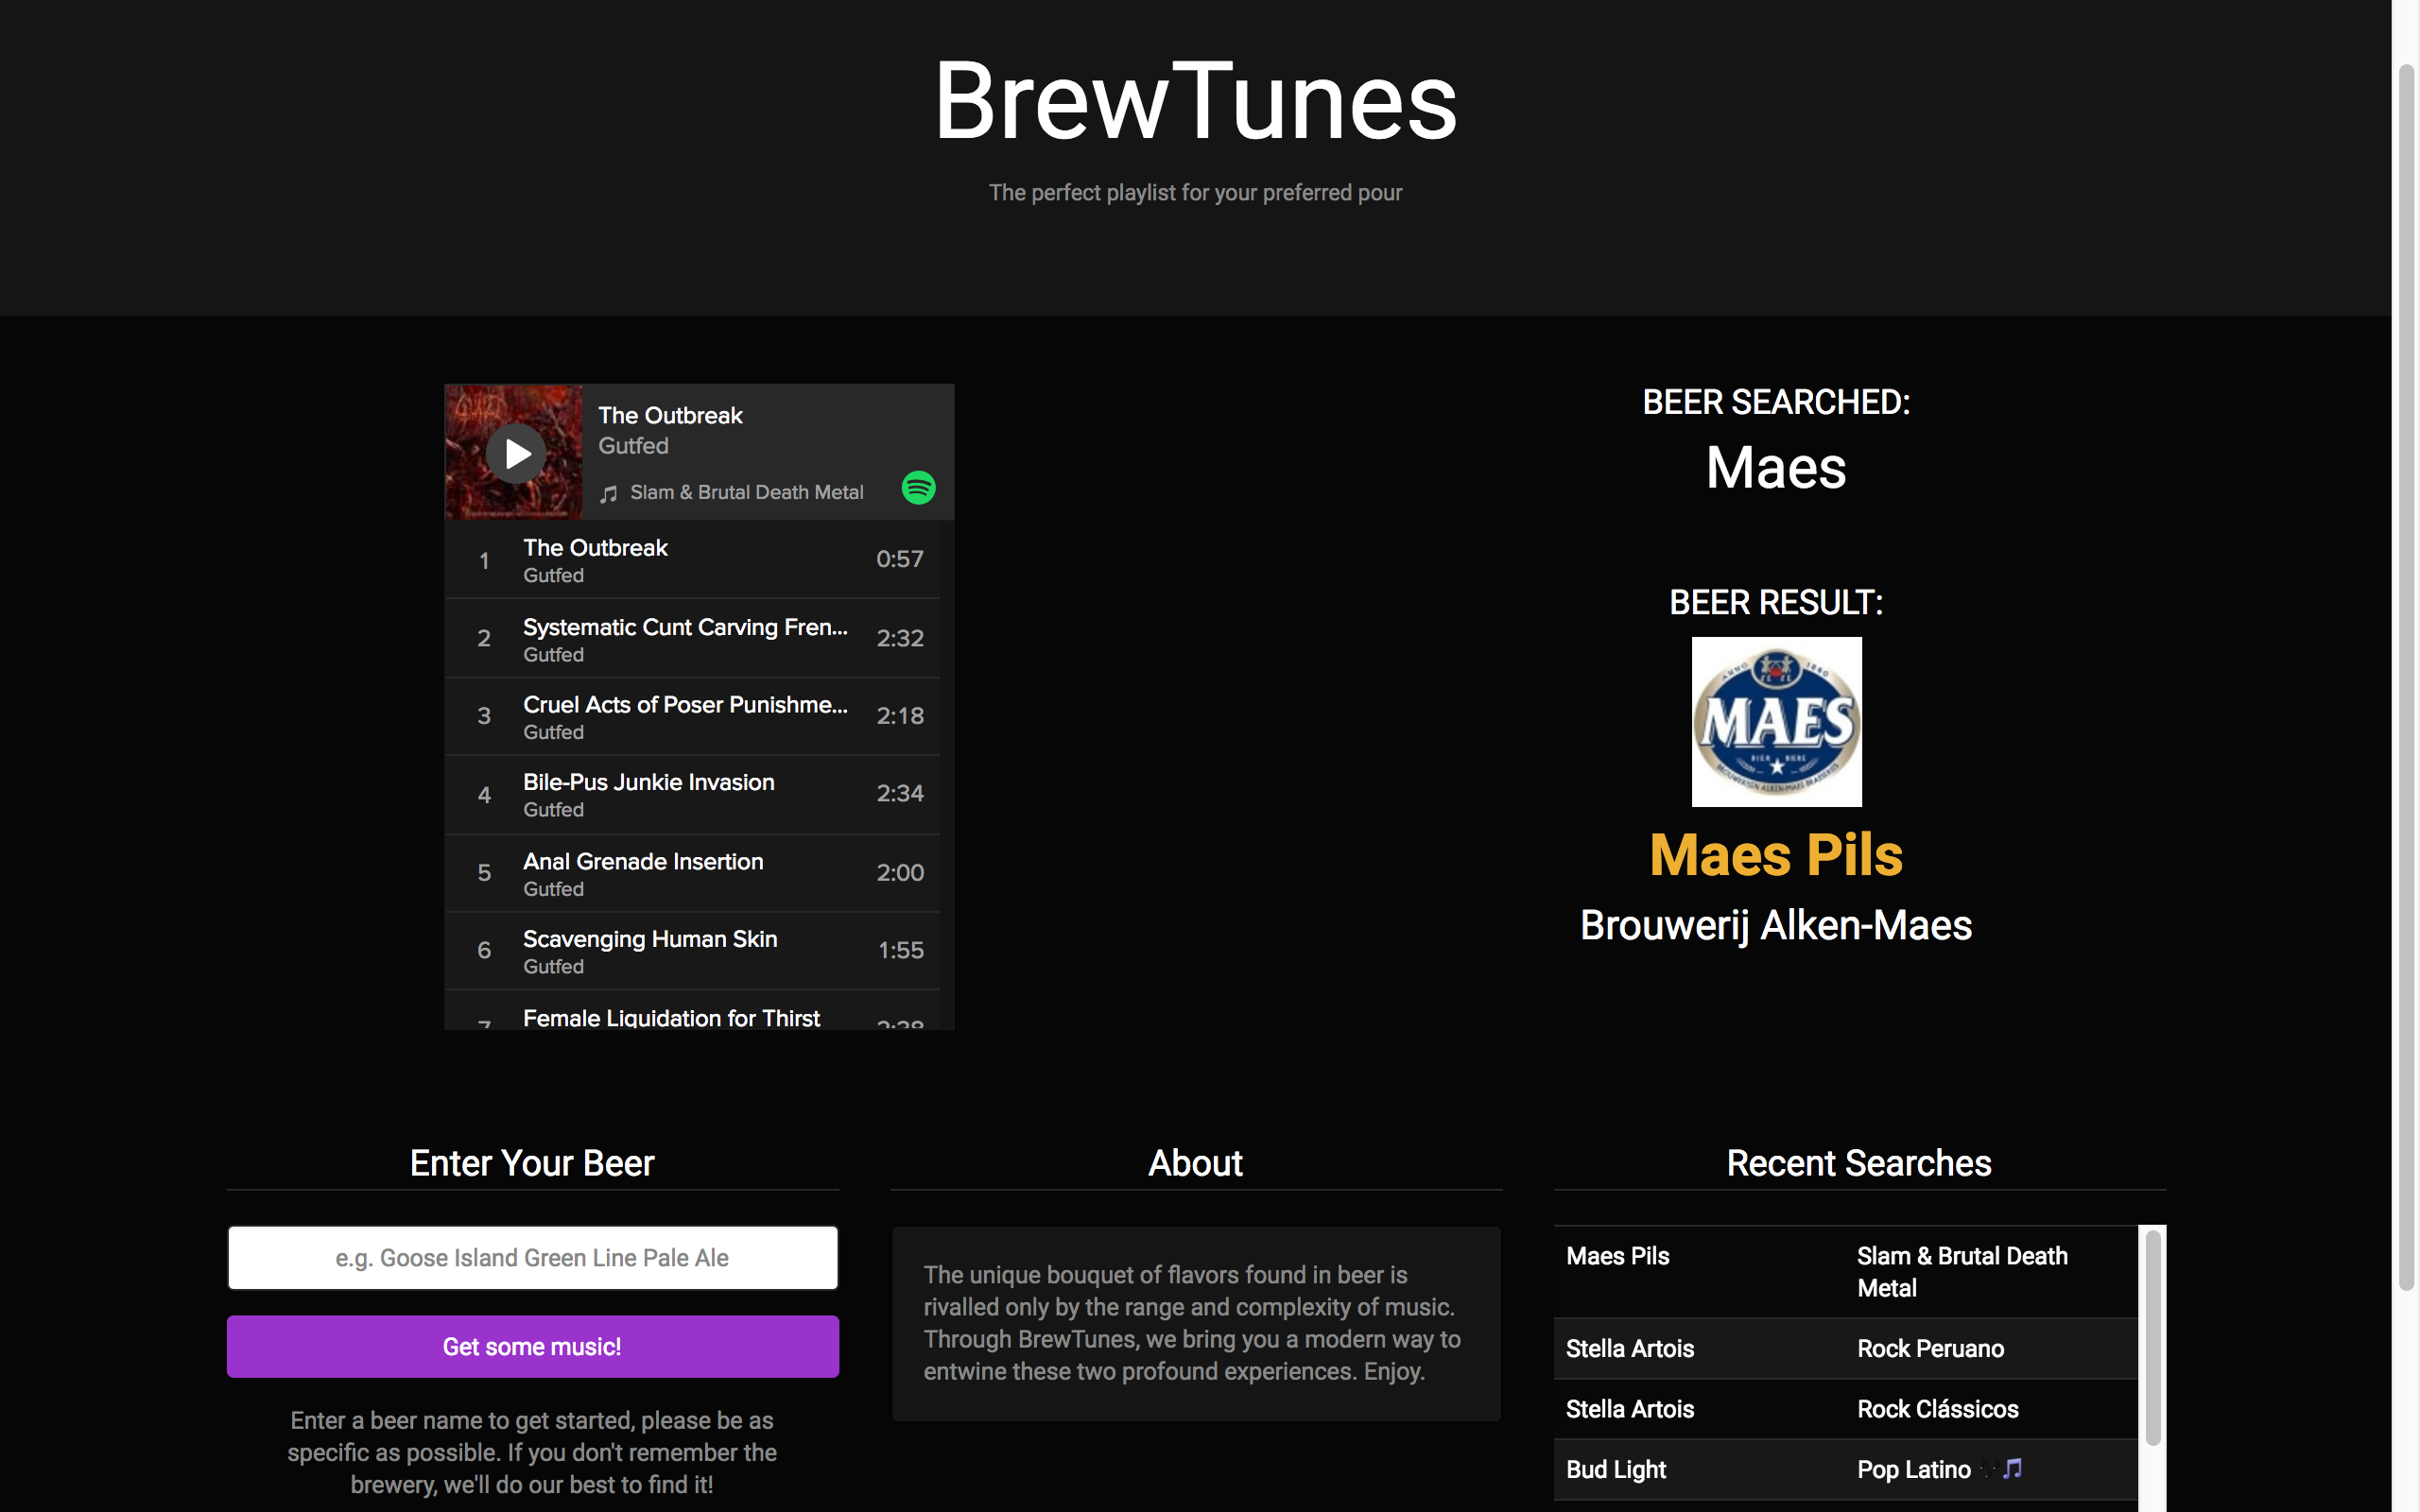 BrewTunes
The perfect playlist for your preferred pour
The Outbreak
Gutfed
Slam & Brutal Death Metal
1 The Outbreak 0:57
Gutfed
2 Systematic Cunt Carving Fren... 2:32
Gutfed
3 Cruel Acts of Poser Punishme... 2:18
Gutfed
4 Bile-Pus Junkie Invasion 2:34
Gutfed
5 Anal Grenade Insertion 2:00
Gutfed
6 Scavenging Human Skin 1:55
Gutfed
7 Female Liquidation for Thirst
BEER SEARCHED:
Maes
BEER RESULT:
ANNO 1880
MAES
BIER BIERE
Maes Pils
Brouwerij Alken-Maes
Enter Your Beer
e.g. Goose Island Green Line Pale Ale
Get some music!
Enter a beer name to get started, please be as
specific as possible. If you don't remember the
brewery, we'll do our best to find it!
About
The unique bouquet of flavors found in beer is
rivalled only by the range and complexity of music.
Through BrewTunes, we bring you a modern way to
entwine these two profound experiences. Enjoy.
Recent Searches
Maes Pils Slam & Brutal Death
Metal
Stella Artois Rock Peruano
Stella Artois Rock Clássicos
Bud Light Pop Latino 🎵